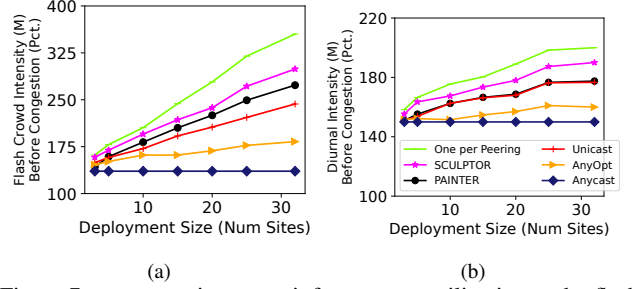 Flash Crowd Intensity (M)
Before Congestion (Pct.)
400
325
250
175
100
10
20
30
Deployment Size (Num Sites)
(a)
Diurnal Intensity (M)
Before Congestion (Pct.)
220
180
140
100
One per Peering
SCULPTOR
PAINTER
Unicast
AnyOpt
Anycast
10
20
30
Deployment Size (Num Sites)
(b)